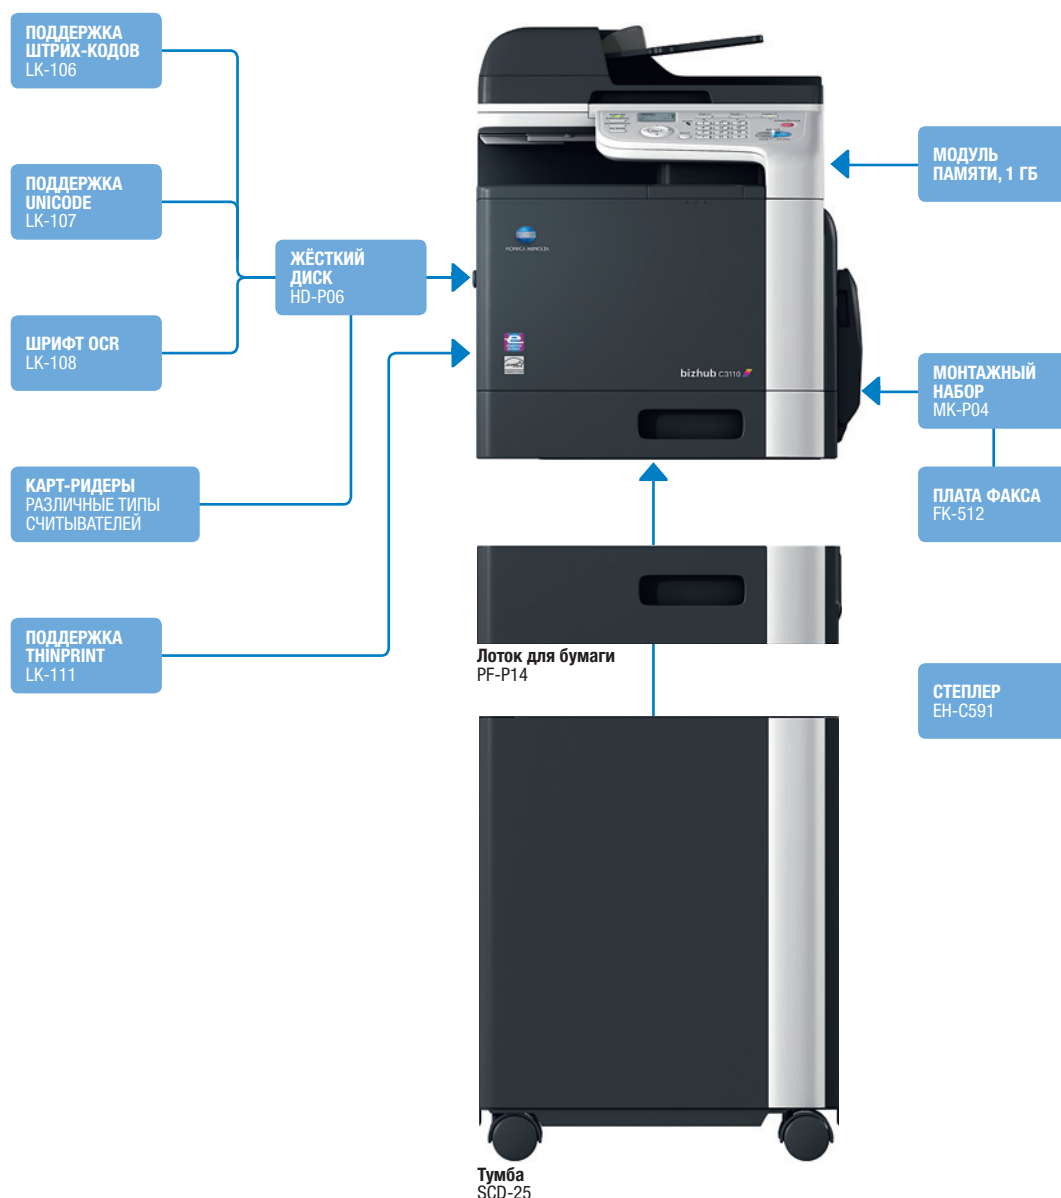 ПОДДЕРЖКА
ШТРИХ-КОДОВ
LK-106
ПОДДЕРЖКА
UNICODE
LK-107
ЖЁСТКИЙ
ДИСК
HD-P06
ШРИФТ OCR
LK-108
КАРТ-РИДЕРЫ
РАЗЛИЧНЫЕ ТИПЫ
СЧИТЫВАТЕЛЕЙ
ПОДДЕРЖКА
THINPRINT
LK-111
KONICA MINOLTA
bizhub C3110
МОДУЛЬ
ПАМЯТИ, 1 ГБ
МОНТАЖНЫЙ
НАБОР
MK-P04
ПЛАТА ФАКСА
FK-512
СТЕПЛЕР
EH-C591
Лоток для бумаги
PF-P14
Тумба
SCD-25